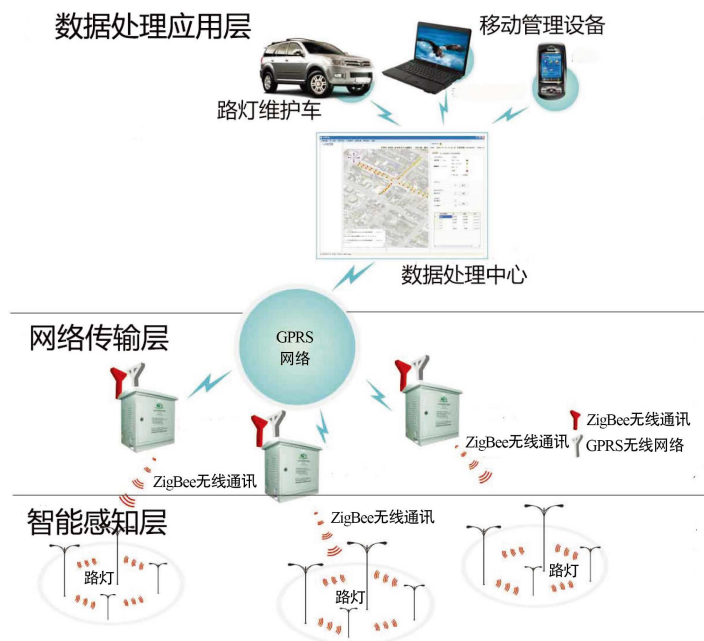 数据处理应用层
移动管理设备
路灯维护车
数据处理中心
网络传输层
GPRS
网络
ZigBee无线通讯
ZigBee无线通讯
GPRS无线网络
ZigBee无线通讯
智能感知层
ZigBee无线通讯
路灯
路灯
路灯